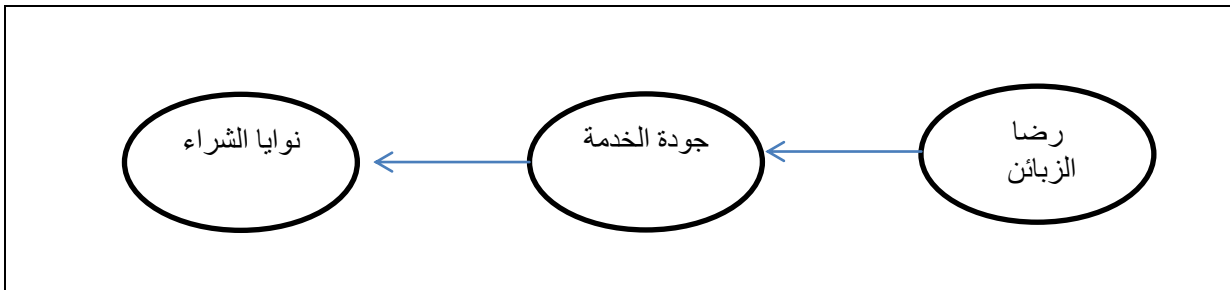 رضا
الزبائن
جودة الخدمة
نوايا الشراء